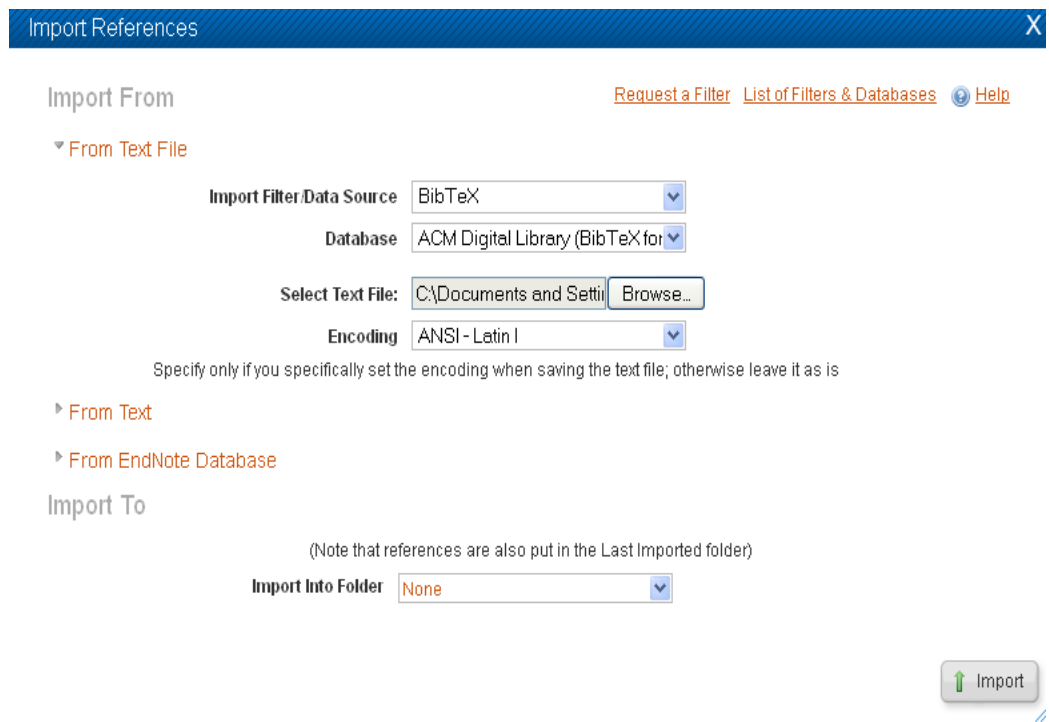 Import References X
Import From
Request a Filter List of Filters & Databases Help
From Text File
Import Filter/Data Source BibTeX
Database ACM Digital Library (BibTeX for
Select Text File: C:\Documents and Settin Browse...
Encoding ANSI - Latin I
Specify only if you specifically set the encoding when saving the text file; otherwise leave it as is
From Text
From EndNote Database
Import To
(Note that references are also put in the Last Imported folder)
Import Into Folder None
Import